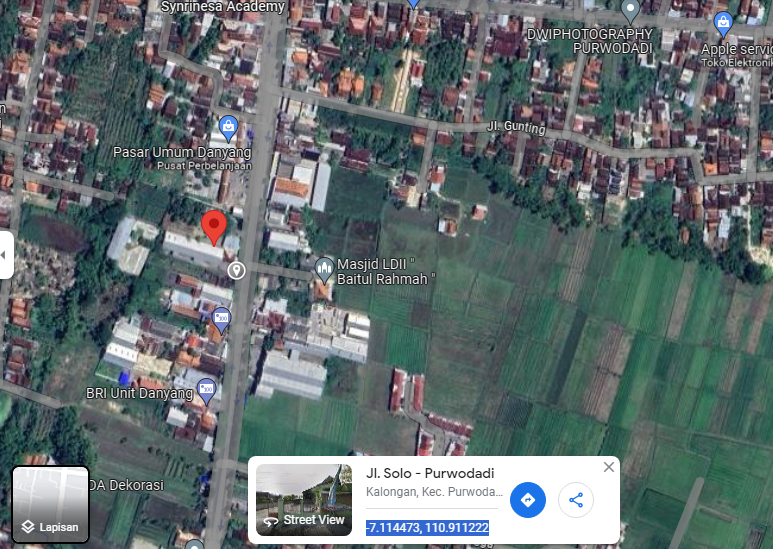 Synrinesa Academy
DWIPHOTOGRAPHY
PURWODADI
Apple servic
Toko Elektronik
Jl. Gunting
Pasar Umum Danyang
Pusat Perbelanjaan
Masjid LDII "
Baitul Rahmah "
BRI Unit Danyang
DA Dekorasi
Lapisan
Street View
Jl. Solo - Purwodadi
Kalongan, Kec. Purwoda...
-7.114473, 110.911222